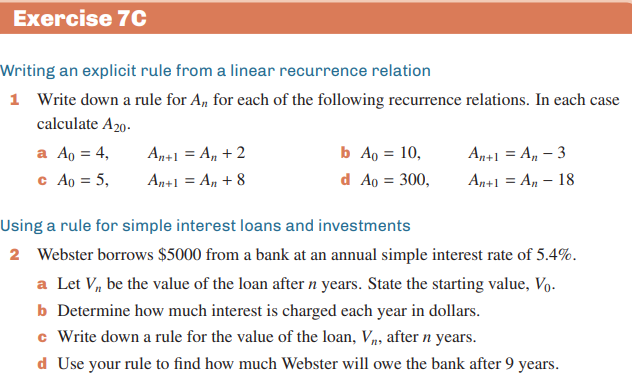 Exercise 7C
Writing an explicit rule from a linear recurrence relation
1 Write down a rule for Aₙ for each of the following recurrence relations. In each case
calculate A₂₀.
a A₀ = 4, Aₙ₊₁ = Aₙ + 2 b A₀ = 10, Aₙ₊₁ = Aₙ − 3
c A₀ = 5, Aₙ₊₁ = Aₙ + 8 d A₀ = 300, Aₙ₊₁ = Aₙ − 18
Using a rule for simple interest loans and investments
2 Webster borrows $5000 from a bank at an annual simple interest rate of 5.4%.
a Let Vₙ be the value of the loan after n years. State the starting value, V₀.
b Determine how much interest is charged each year in dollars.
c Write down a rule for the value of the loan, Vₙ, after n years.
d Use your rule to find how much Webster will owe the bank after 9 years.